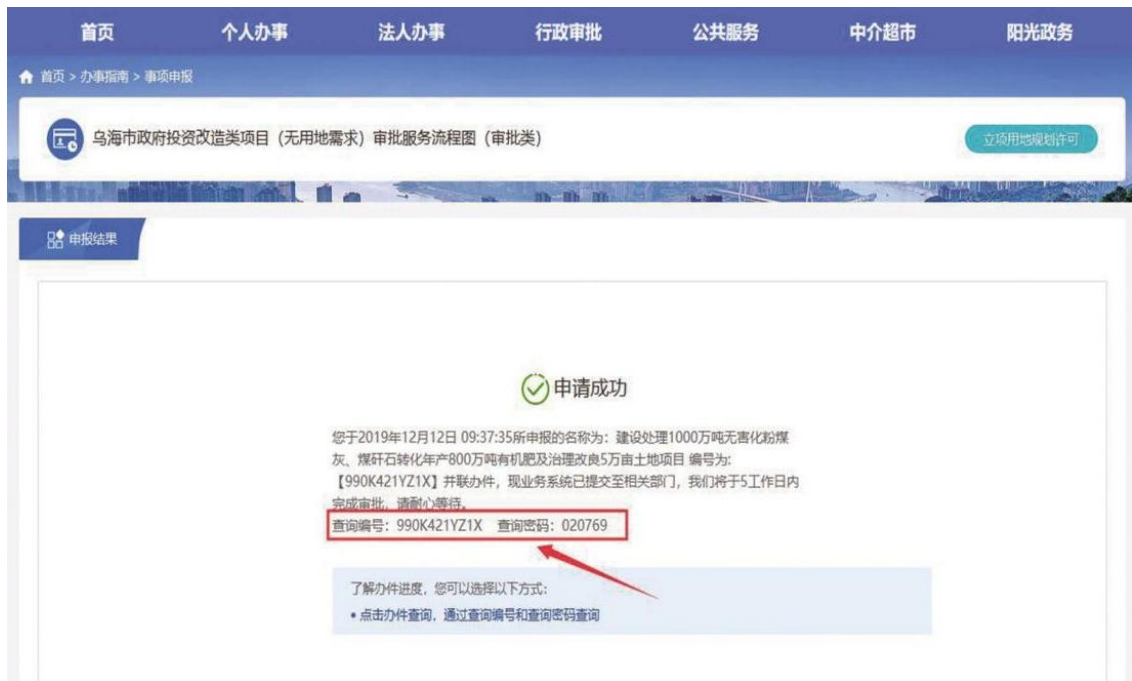 首页 个人办事 法人办事 行政审批 公共服务 中介超市 阳光政务
首页 > 办事指南 > 事项申报
乌海市政府投资改造类项目（无用地需求）审批服务流程图（审批类） 立项用地规划许可
申报结果
申请成功
您于2019年12月12日 09:37:35所申报的名称为：建设处理1000万吨无害化粉煤
灰、煤矸石转化年产800万吨有机肥及治理改良5万亩土地项目 编号为:
【990K421YZ1X】并联办件，现业务系统已提交至相关部门，我们将于5工作日内
完成审批，请耐心等待。
查询编号：990K421YZ1X 查询密码：020769
了解办件进度，您可以选择以下方式：
• 点击办件查询，通过查询编号和查询密码查询